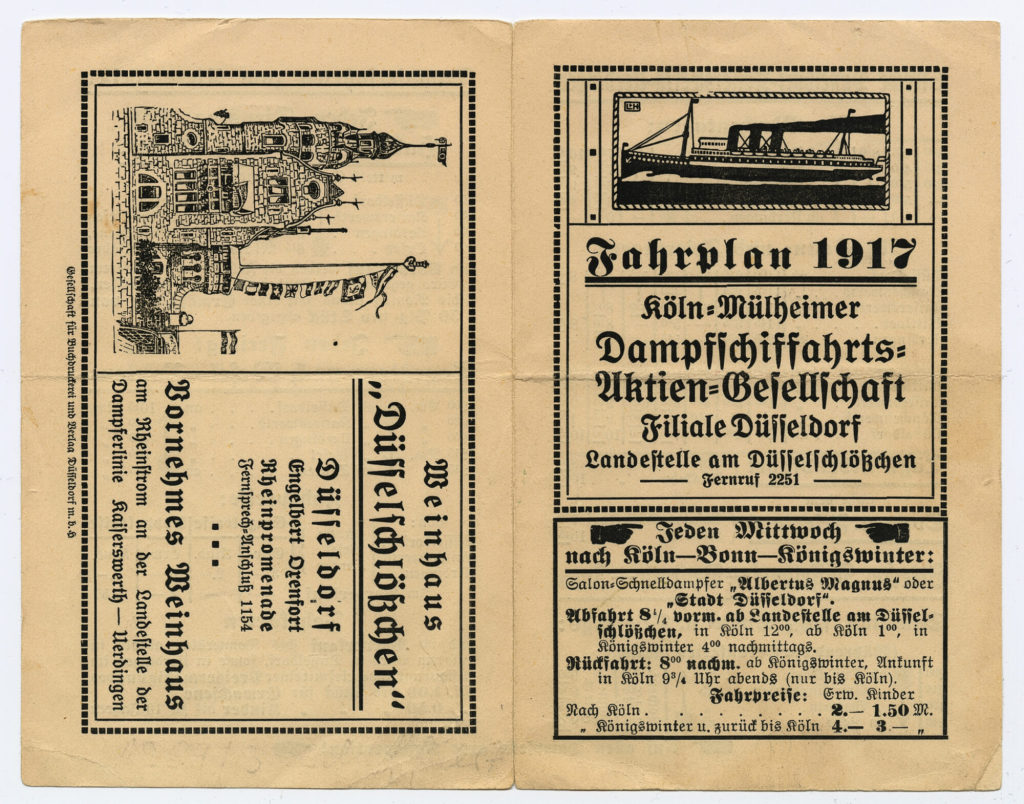 Weinhaus
„Düsselschlößchen“
Düsseldorf
Engelbert Oxenfort
Rheinpromenade
Fernsprech-Anschluß 1154
Vornehmes Weinhaus
am Rheinstrom an der Landestelle der
Dampferlinie Kaiserswerth — Uerdingen
Gesellschaft für Buchdruckerei und Verlag Düsseldorf m. b. H
Fahrplan 1917
Köln-Mülheimer
Dampfschiffahrts-
Aktien-Gesellschaft
Filiale Düsseldorf
Landestelle am Düsselschlößchen
Fernruf 2251
Jeden Mittwoch
nach Köln—Bonn—Königswinter:
Salon-Schnelldampfer „Albertus Magnus“ oder
„Stadt Düsseldorf“.
Abfahrt 8¹/₄ vorm. ab Landestelle am Düssel-
schlößchen, in Köln 12⁰⁰, ab Köln 1⁰⁰, in
Königswinter 4⁰⁰ nachmittags.
Rückfahrt: 8⁰⁰ nachm. ab Königswinter, Ankunft
in Köln 9³/₄ Uhr abends (nur bis Köln).
Fahrpreise: Erw. Kinder
Nach Köln . . . . . . . . . . 2.— 1.50 M.
„ Königswinter u. zurück bis Köln 4.— 3 — „